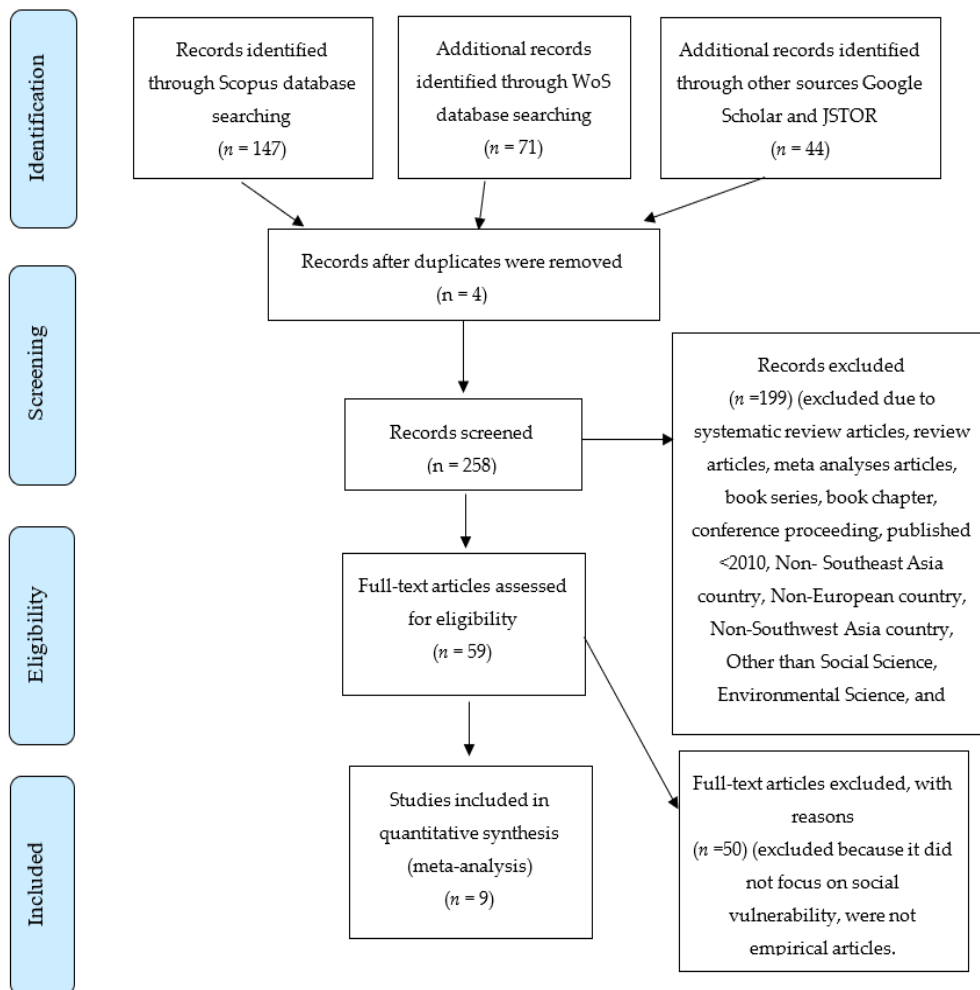 Identification
Records identified
through Scopus database
searching
(n = 147)
Additional records
identified through WoS
database searching
(n = 71)
Additional records identified
through other sources Google
Scholar and JSTOR
(n = 44)
Records after duplicates were removed
(n = 4)
Screening
Records screened
(n = 258)
Records excluded
(n =199) (excluded due to
systematic review articles, review
articles, meta analyses articles,
book series, book chapter,
conference proceeding, published
<2010, Non- Southeast Asia
country, Non-European country,
Non-Southwest Asia country,
Other than Social Science,
Environmental Science, and
Eligibility
Full-text articles assessed
for eligibility
(n = 59)
Full-text articles excluded, with
reasons
(n =50) (excluded because it did
not focus on social
vulnerability, were not
empirical articles.
Included
Studies included in
quantitative synthesis
(meta-analysis)
(n = 9)